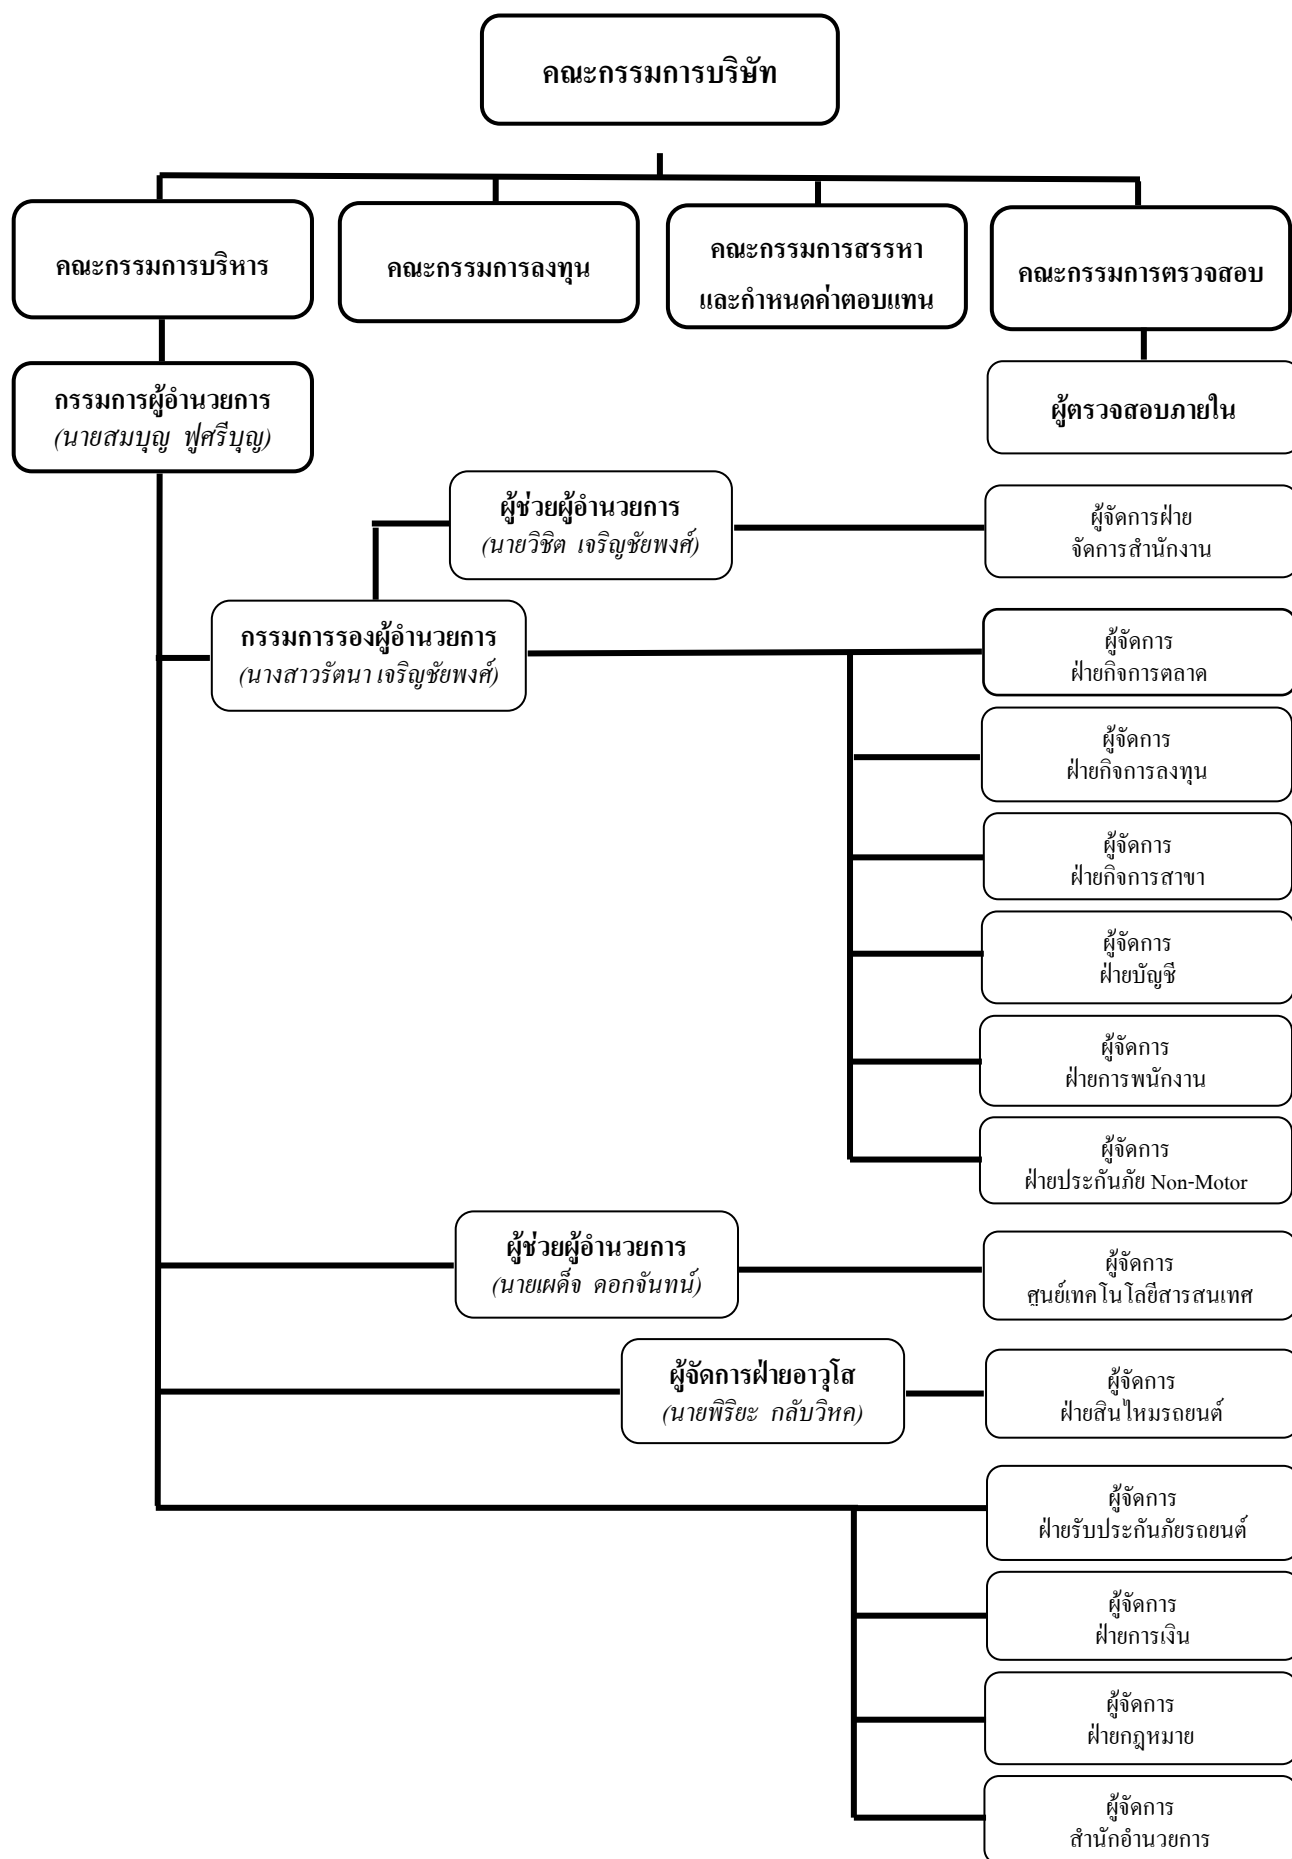 คณะกรรมการบริษัท
คณะกรรมการบริหาร
คณะกรรมการลงทุน
คณะกรรมการสรรหา
และกำหนดค่าตอบแทน
คณะกรรมการตรวจสอบ
กรรมการผู้อำนวยการ
(นายสมบุญ ฟูศรีบุญ)
ผู้ตรวจสอบภายใน
ผู้ช่วยผู้อำนวยการ
(นายวิชิต เจริญชัยพงศ์)
ผู้จัดการฝ่าย
จัดการสำนักงาน
กรรมการรองผู้อำนวยการ
(นางสาวรัตนา เจริญชัยพงศ์)
ผู้จัดการ
ฝ่ายกิจการตลาด
ผู้จัดการ
ฝ่ายกิจการลงทุน
ผู้จัดการ
ฝ่ายกิจการสาขา
ผู้จัดการ
ฝ่ายบัญชี
ผู้จัดการ
ฝ่ายการพนักงาน
ผู้จัดการ
ฝ่ายประกันภัย Non-Motor
ผู้ช่วยผู้อำนวยการ
(นายเผด็จ ดอกจันทน์)
ผู้จัดการ
ศูนย์เทคโนโลยีสารสนเทศ
ผู้จัดการฝ่ายอาวุโส
(นายพิริยะ กลับวิหค)
ผู้จัดการ
ฝ่ายสินไหมรถยนต์
ผู้จัดการ
ฝ่ายรับประกันภัยรถยนต์
ผู้จัดการ
ฝ่ายการเงิน
ผู้จัดการ
ฝ่ายกฎหมาย
ผู้จัดการ
สำนักอำนวยการ